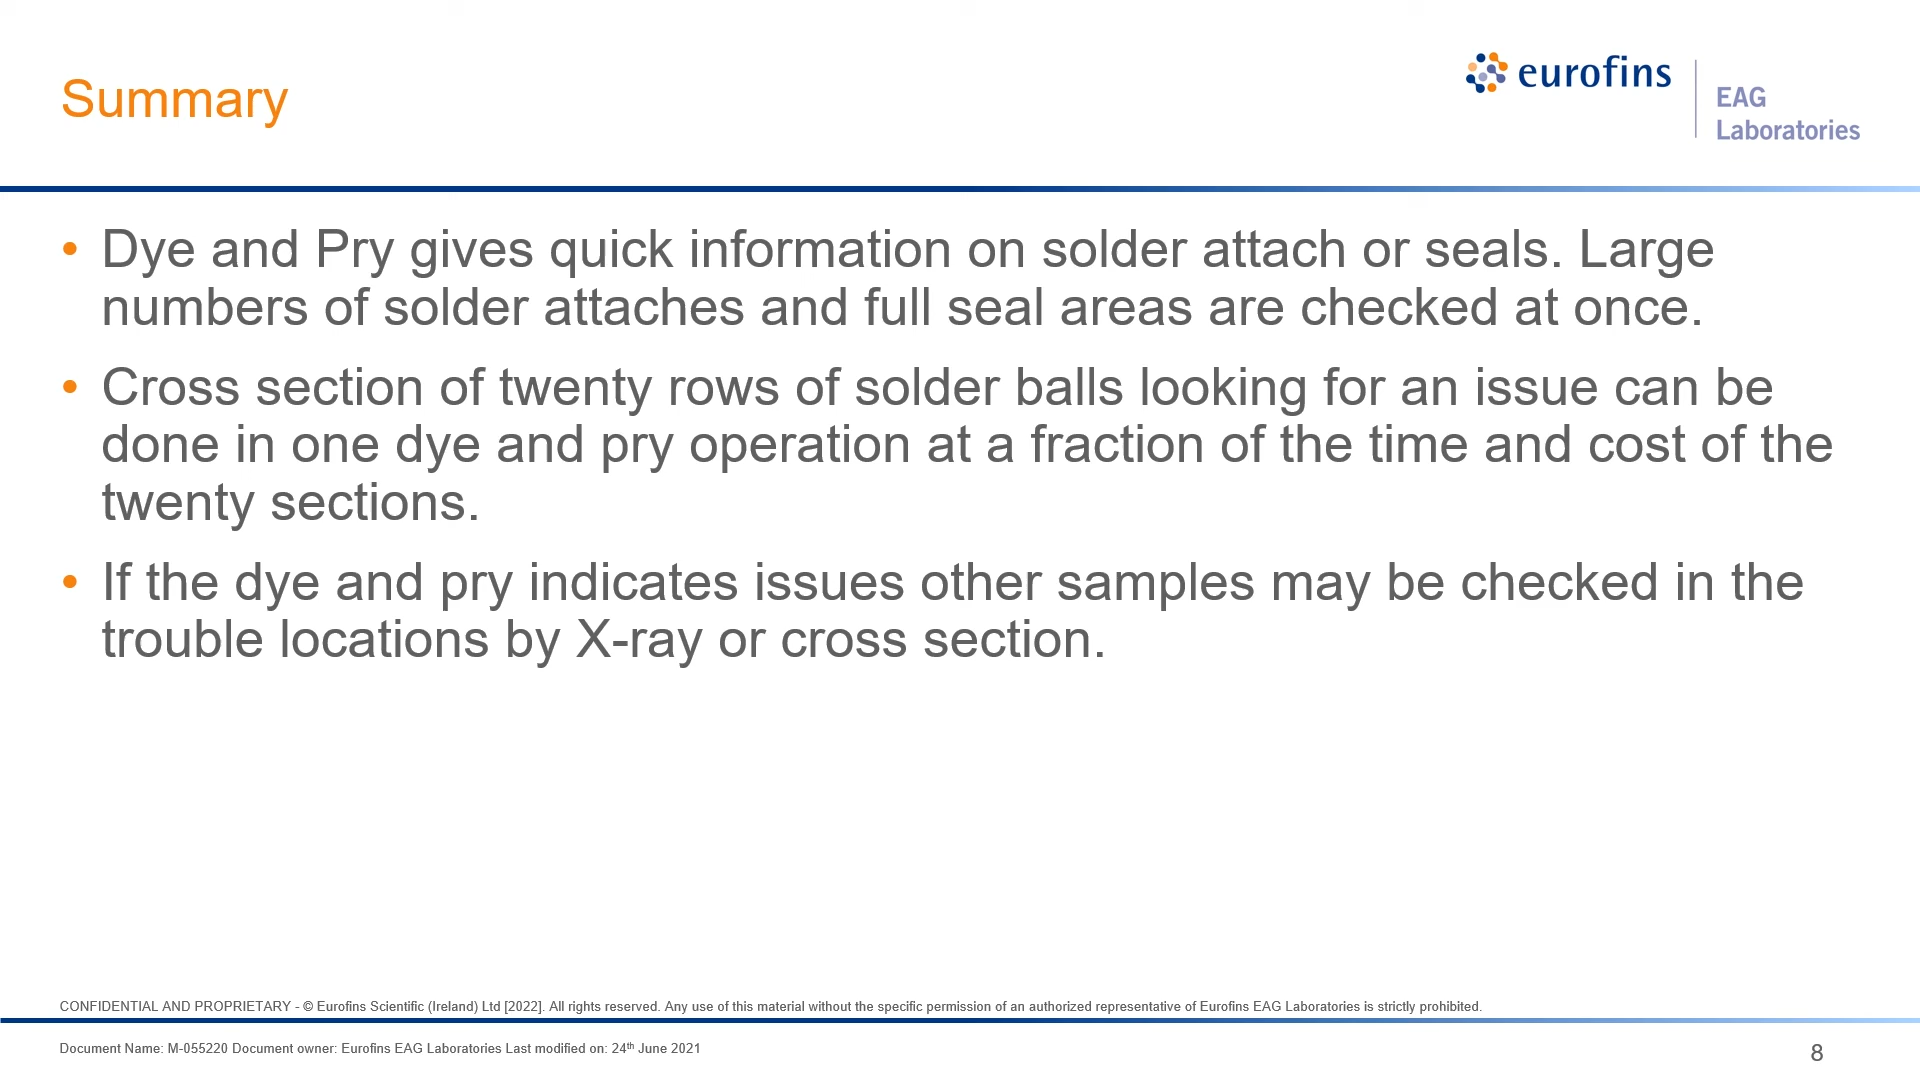 Summary
eurofins
EAG
Laboratories
• Dye and Pry gives quick information on solder attach or seals. Large
numbers of solder attaches and full seal areas are checked at once.
• Cross section of twenty rows of solder balls looking for an issue can be
done in one dye and pry operation at a fraction of the time and cost of the
twenty sections.
• If the dye and pry indicates issues other samples may be checked in the
trouble locations by X-ray or cross section.
CONFIDENTIAL AND PROPRIETARY - © Eurofins Scientific (Ireland) Ltd [2022]. All rights reserved. Any use of this material without the specific permission of an authorized representative of Eurofins EAG Laboratories is strictly prohibited.
Document Name: M-055220 Document owner: Eurofins EAG Laboratories Last modified on: 24th June 2021
8